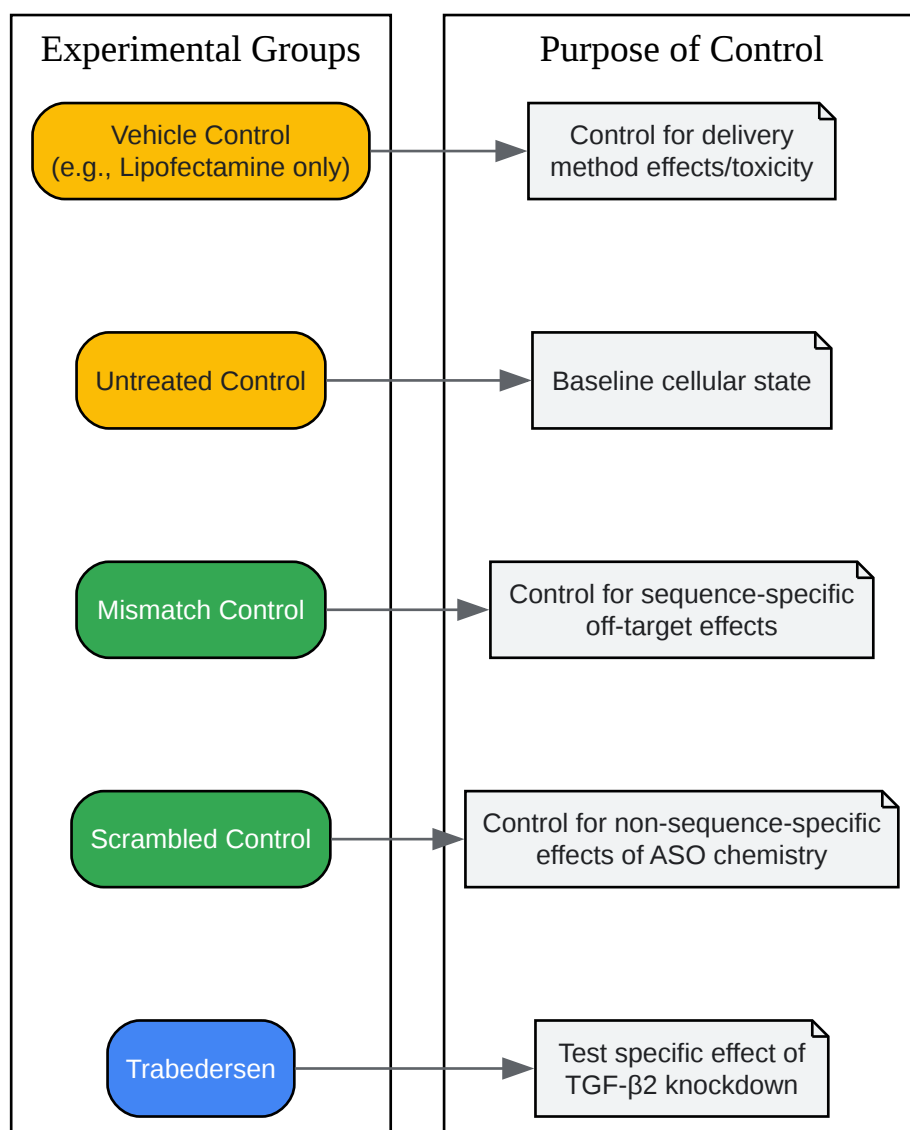 Experimental Groups
Purpose of Control
Vehicle Control
(e.g., Lipofectamine only)
Control for delivery
method effects/toxicity
Untreated Control
Baseline cellular state
Mismatch Control
Control for sequence-specific
off-target effects
Scrambled Control
Control for non-sequence-specific
effects of ASO chemistry
Trabedersen
Test specific effect of
TGF-β2 knockdown